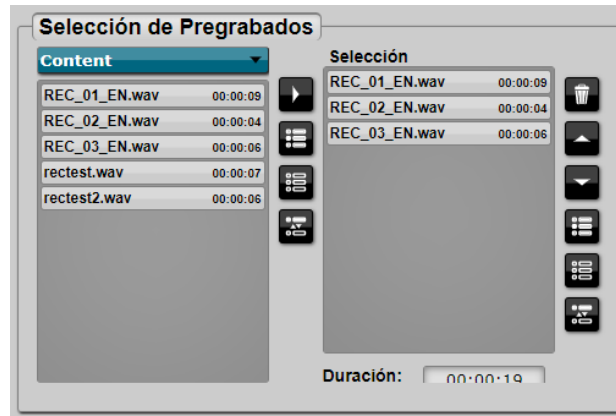 Selección de Pregrabados
Content
REC_01_EN.wav 00:00:09
REC_02_EN.wav 00:00:04
REC_03_EN.wav 00:00:06
rectest.wav 00:00:07
rectest2.wav 00:00:06
Selección
REC_01_EN.wav 00:00:09
REC_02_EN.wav 00:00:04
REC_03_EN.wav 00:00:06
Duración: 00:00:19